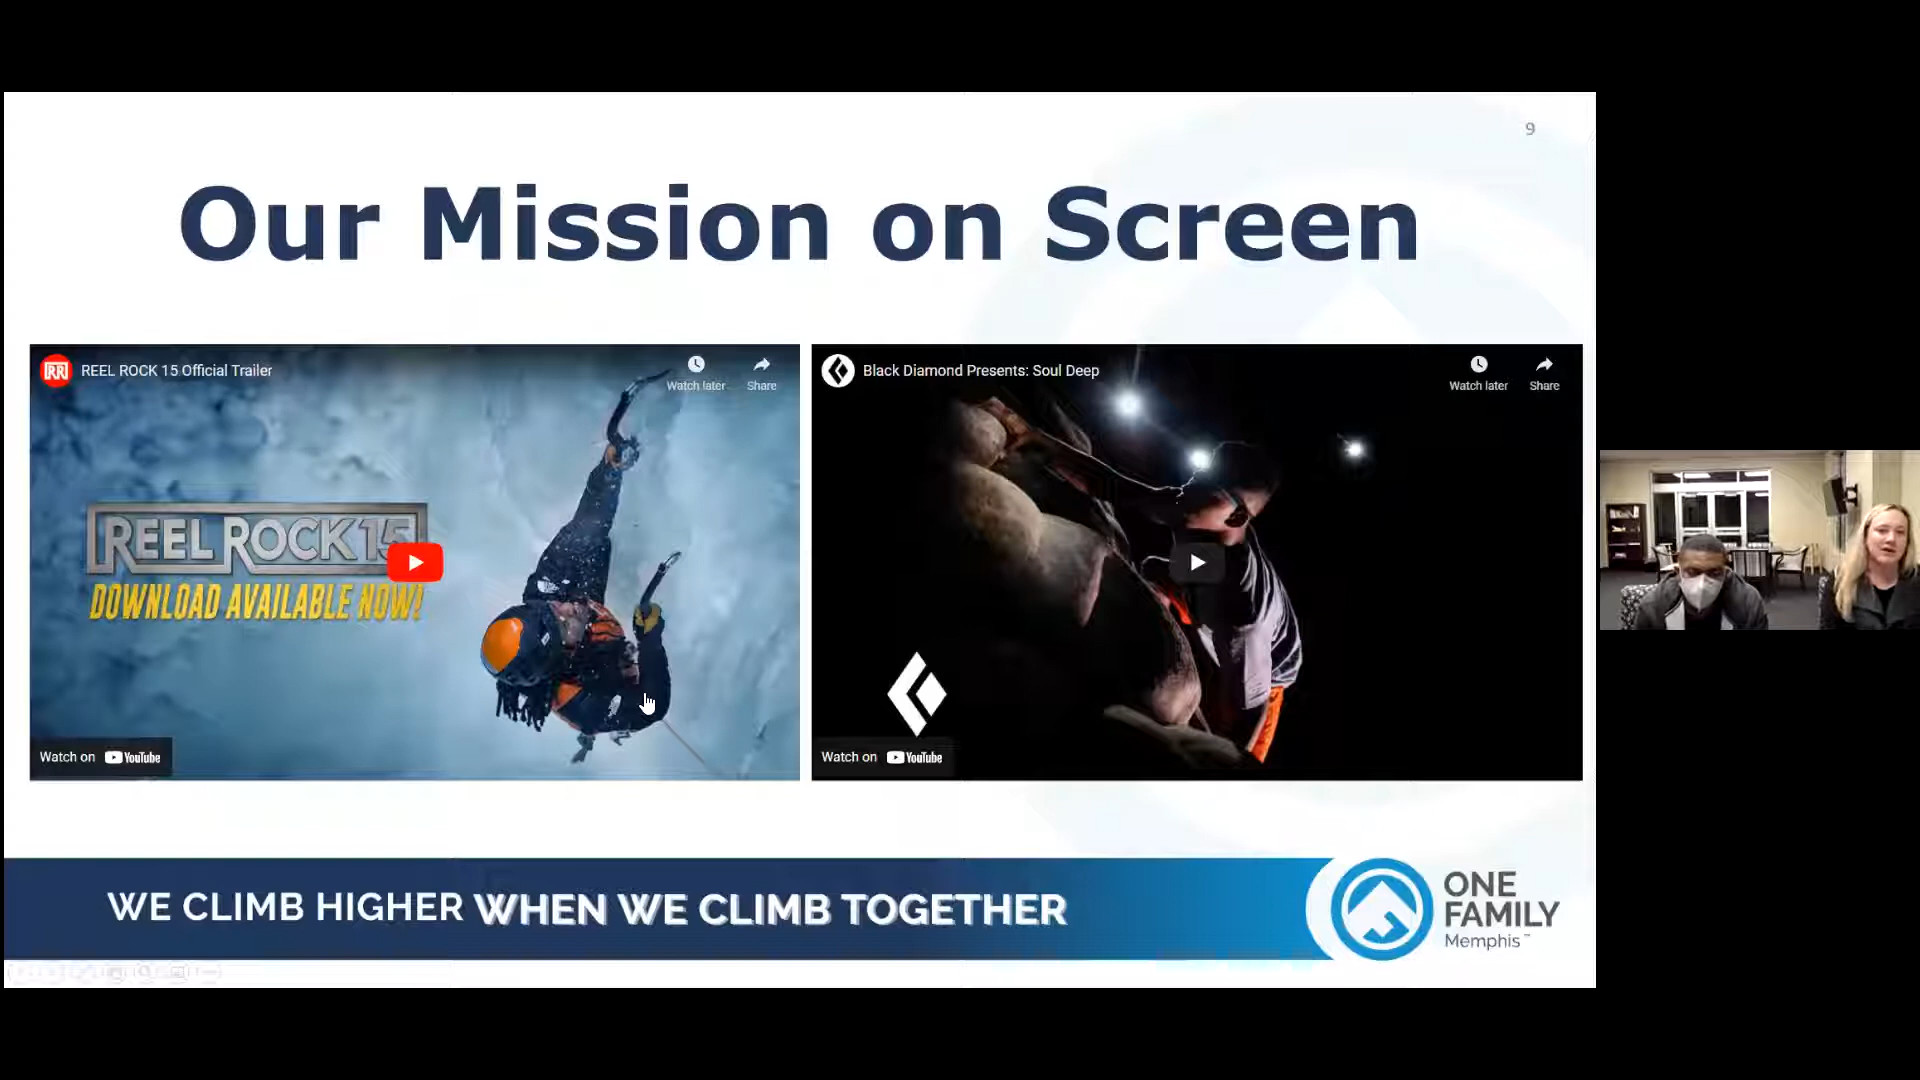 9
Our Mission on Screen
REEL ROCK 15 Official Trailer
Watch later
Share
REEL ROCK 15
DOWNLOAD AVAILABLE NOW!
Watch on YouTube
Black Diamond Presents: Soul Deep
Watch later
Share
Watch on YouTube
WE CLIMB HIGHER WHEN WE CLIMB TOGETHER
ONE
FAMILY
Memphis™